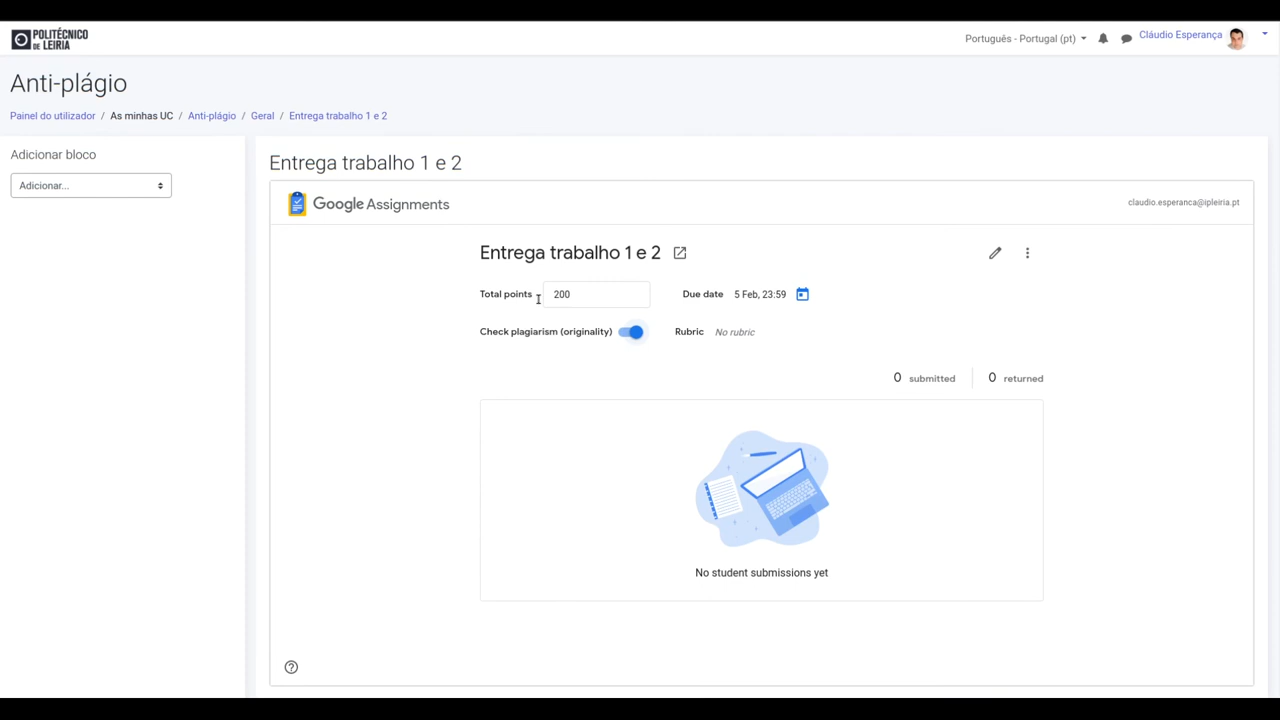 POLITÉCNICO
DE LEIRIA
Português - Portugal (pt)
Cláudio Esperança
Anti-plágio
Painel do utilizador / As minhas UC / Anti-plágio / Geral / Entrega trabalho 1 e 2
Adicionar bloco
Adicionar...
Entrega trabalho 1 e 2
Google Assignments
claudio.esperanca@ipleiria.pt
Entrega trabalho 1 e 2
Total points 200 Due date 5 Feb, 23:59
Check plagiarism (originality) Rubric No rubric
0 submitted 0 returned
No student submissions yet